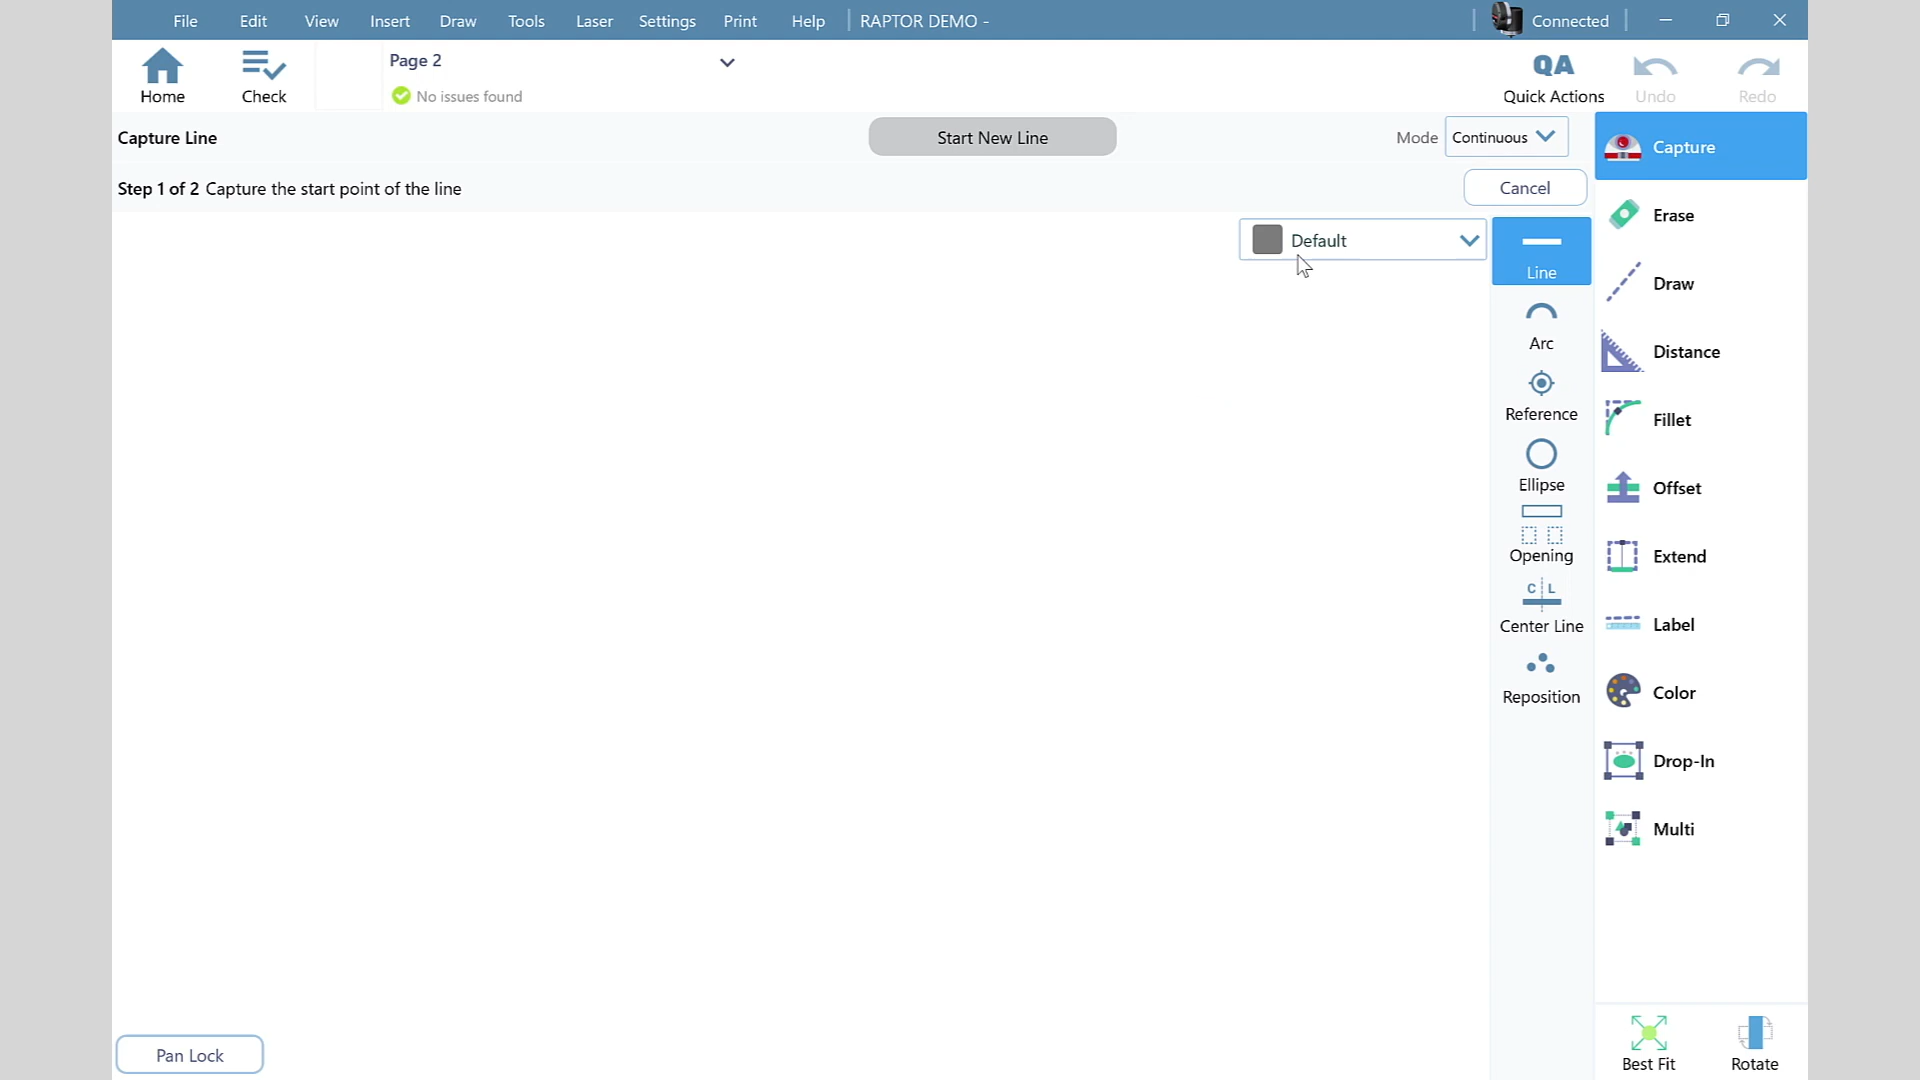 File Edit View Insert Draw Tools Laser Settings Print Help RAPTOR DEMO - Connected
Home
Check
Page 2
No issues found
QA
Quick Actions
Undo
Redo
Capture Line
Start New Line
Mode
Continuous
Step 1 of 2 Capture the start point of the line
Cancel
Default
Line
Arc
Reference
Ellipse
Opening
C L
Center Line
Reposition
Capture
Erase
Draw
Distance
Fillet
Offset
Extend
Label
Color
Drop-In
Multi
Pan Lock
Best Fit
Rotate